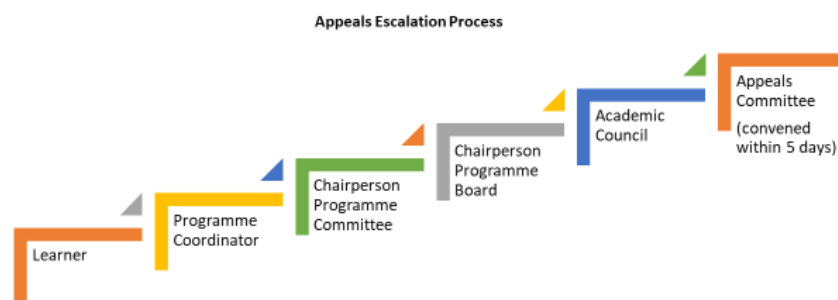 Appeals Escalation Process
Learner
Programme
Coordinator
Chairperson
Programme
Committee
Chairperson
Programme
Board
Academic
Council
Appeals
Committee
(convened
within 5 days)